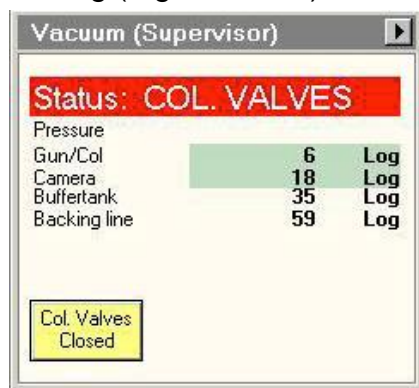 Vacuum (Supervisor)
Status: COL. VALVES
Pressure
Gun/Col 6 Log
Camera 18 Log
Buffertank 35 Log
Backing line 59 Log
Col. Valves
Closed